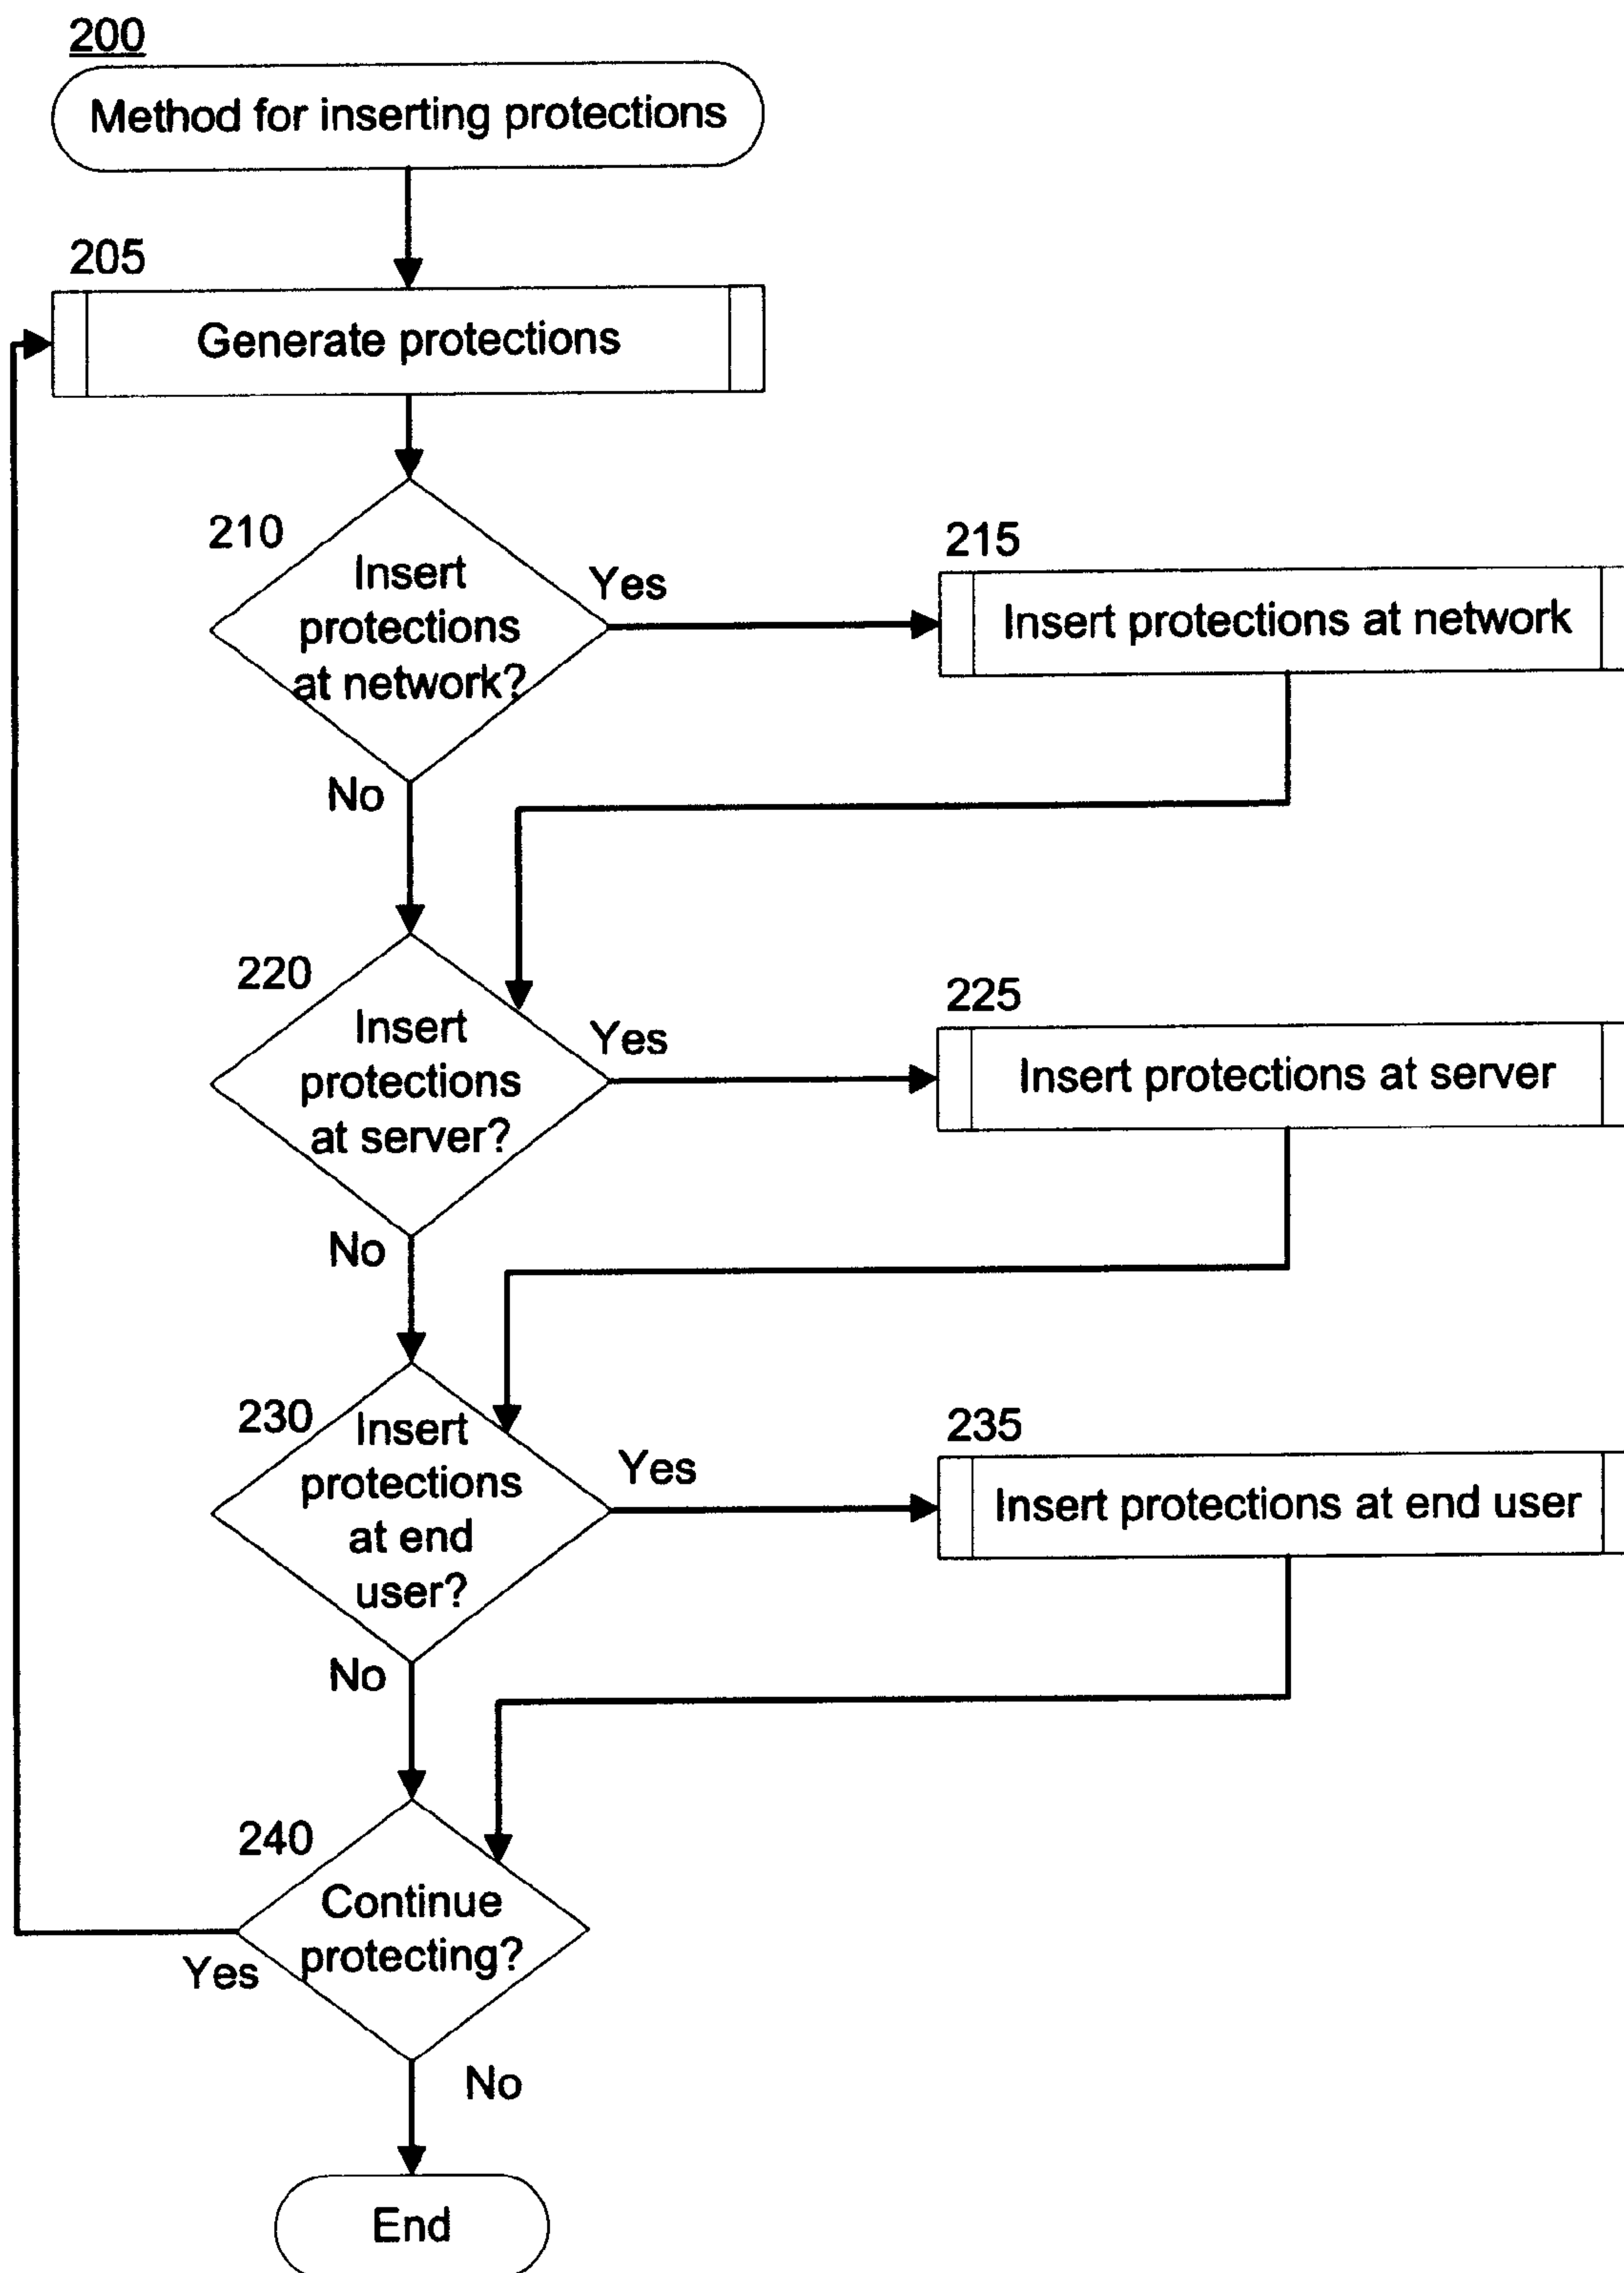 200
Method for inserting protections
205
Generate protections
210
Insert
protections
at network?
Yes
215
Insert protections at network
No
220
Insert
protections
at server?
Yes
225
Insert protections at server
No
230
Insert
protections
at end
user?
Yes
235
Insert protections at end user
No
240
Continue
protecting?
Yes
No
End